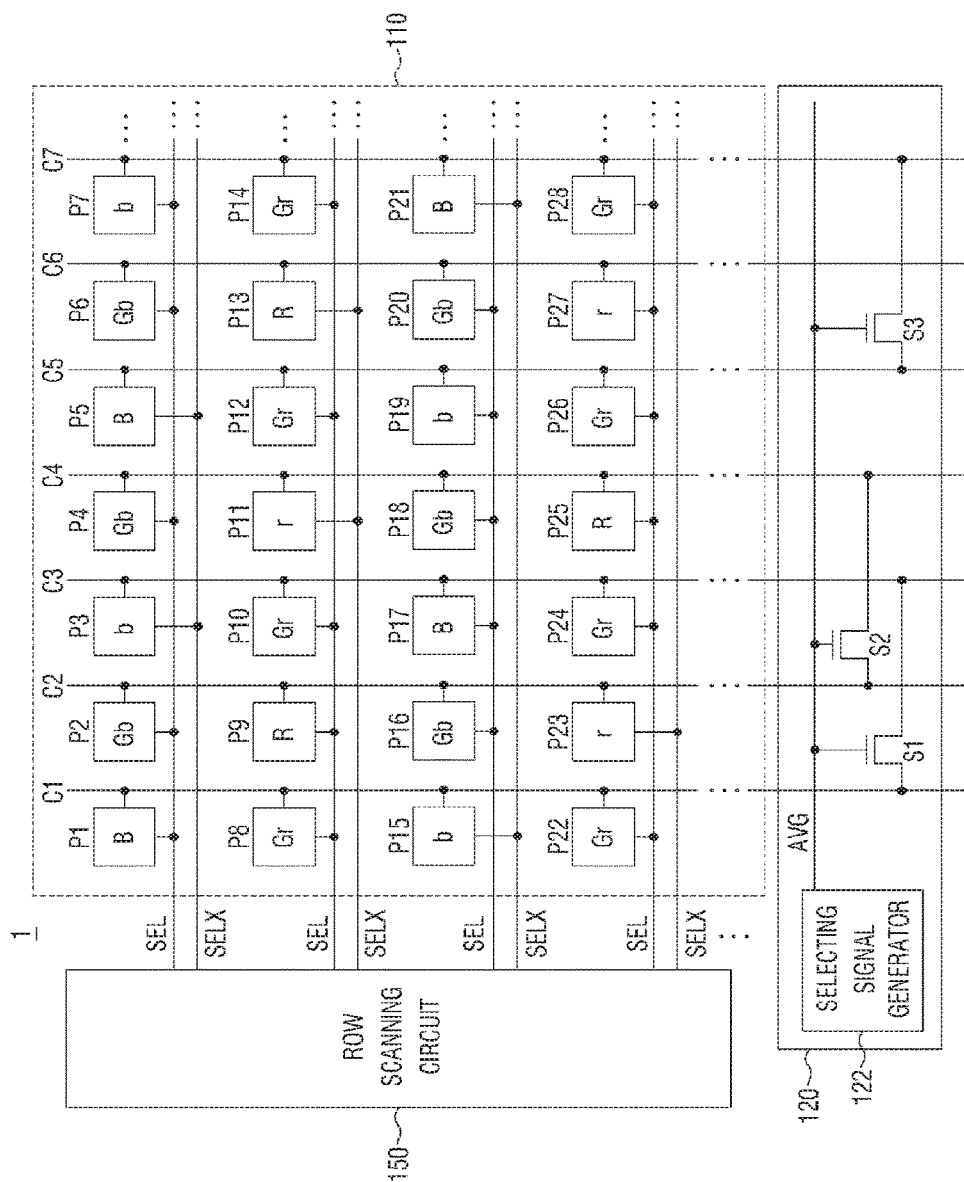 1
ROW
SCANNING
CIRCUIT
150
110
C1 C2 C3 C4 C5 C6 C7
P1 P2 P3 P4 P5 P6 P7
B Gb b Gb B Gb b ...
SEL ...
SELX ...
P8 P9 P10 P11 P12 P13 P14
Gr R Gr r Gr R Gr ...
SEL ...
SELX ...
P15 P16 P17 P18 P19 P20 P21
b Gb B Gb b Gb B ...
SEL ...
SELX ...
P22 P23 P24 P25 P26 P27 P28
Gr r Gr R Gr r Gr ...
SEL ...
SELX ...
AVG
SELECTING
SIGNAL
GENERATOR
S1 S2 S3
120
122